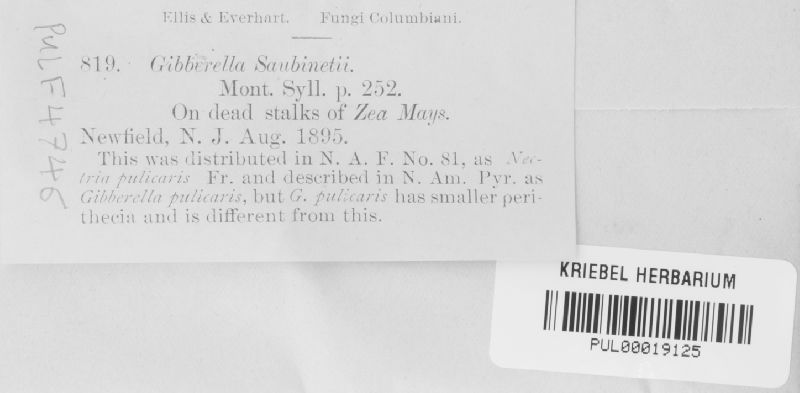 Ellis & Everhart. Fungi Columbiani.
819. Gibberella Saubinetii.
Mont. Syll. p. 252.
On dead stalks of Zea Mays.
Newfield, N. J. Aug. 1895.
This was distributed in N. A. F. No. 81, as Nec-
tria pulicaris Fr. and described in N. Am. Pyr. as
Gibberella pulicaris, but G. pulicaris has smaller peri-
thecia and is different from this.
PUL F4746
KRIEBEL HERBARIUM
PUL00019125